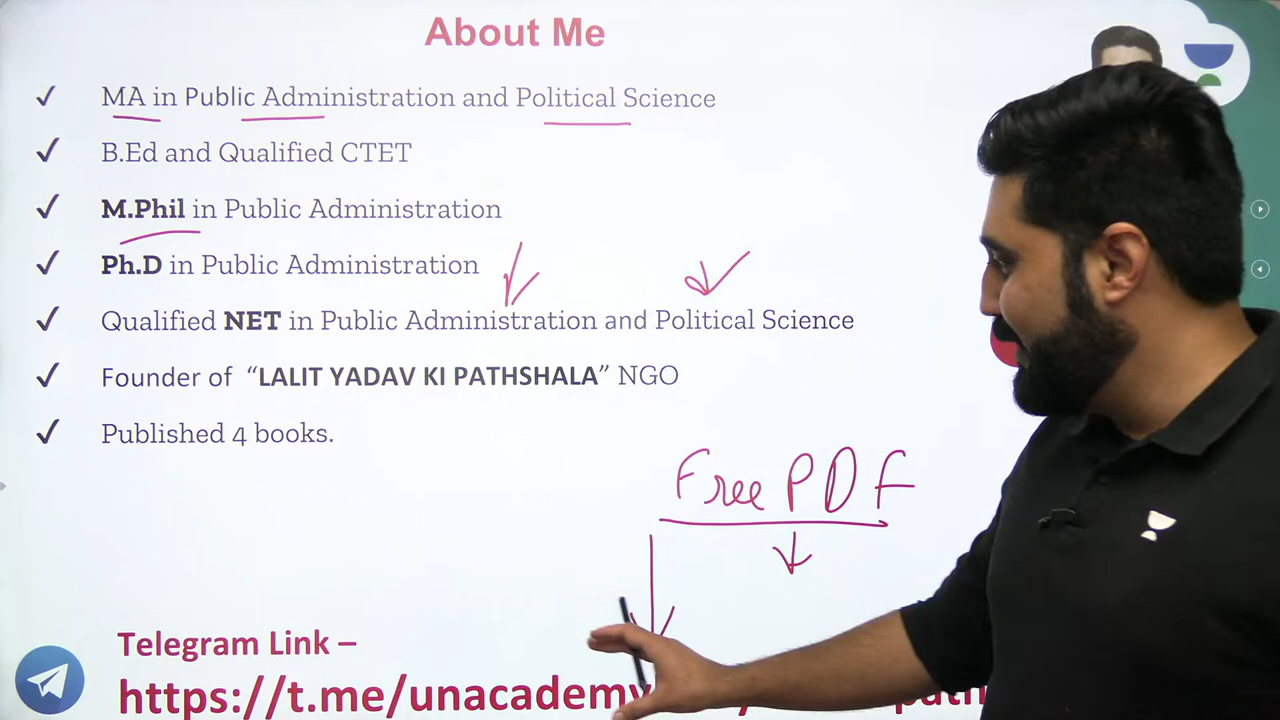 About Me
✓ MA in Public Administration and Political Science
✓ B.Ed and Qualified CTET
✓ M.Phil in Public Administration
✓ Ph.D in Public Administration
✓ Qualified NET in Public Administration and Political Science
✓ Founder of “LALIT YADAV KI PATHSHALA” NGO
✓ Published 4 books.
Free PDF
Telegram Link –
https://t.me/unacademy